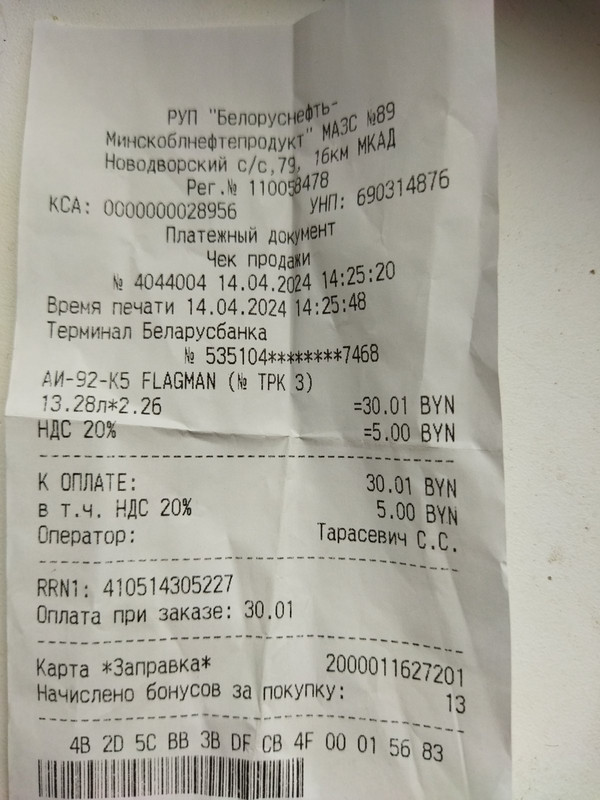 РУП "Белоруснефть-
Минскоблнефтепродукт" МАЗС №89
Новодворский с/с,79, 16км МКАД
Рег.№ 110058478
КСА: 0000000028956 УНП: 690314876
Платежный документ
Чек продажи
№ 4044004 14.04.2024 14:25:20
Время печати 14.04.2024 14:25:48
Терминал Беларусбанка
№ 535104********7468
АИ-92-К5 FLAGMAN (№ ТРК 3)
13.28л*2.26 =30.01 BYN
НДС 20% =5.00 BYN
К ОПЛАТЕ: 30.01 BYN
в т.ч. НДС 20% 5.00 BYN
Оператор: Тарасевич С.С.
RRN1: 410514305227
Оплата при заказе: 30.01
Карта *Заправка* 2000011627201
Начислено бонусов за покупку: 13
4B 2D 5C BB 3B DF CB 4F 00 01 56 83